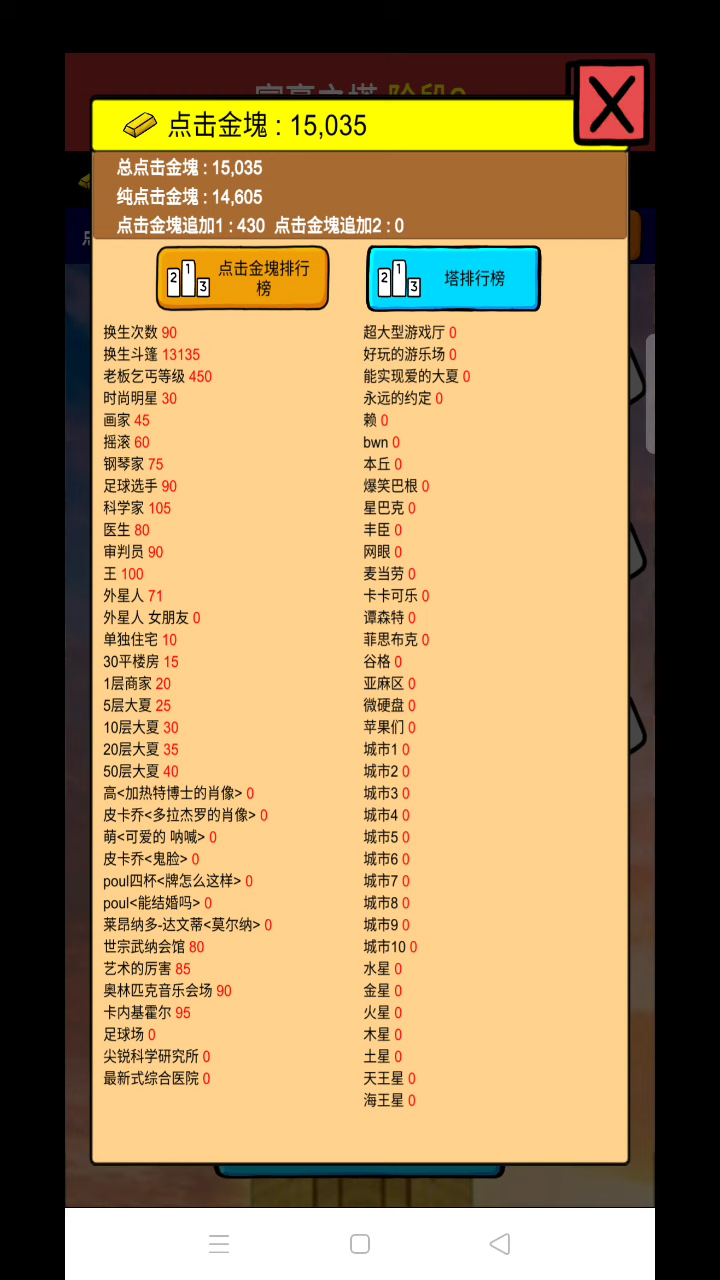 点击金塊 : 15,035
总点击金塊 : 15,035
纯点击金塊 : 14,605
点击金塊追加1 : 430 点击金塊追加2 : 0
2 1 3 点击金塊排行
榜
2 1 3 塔排行榜
换生次数 90
换生斗篷 13135
老板乞丐等级 450
时尚明星 30
画家 45
摇滚 60
钢琴家 75
足球选手 90
科学家 105
医生 80
审判员 90
王 100
外星人 71
外星人 女朋友 0
单独住宅 10
30平楼房 15
1层商家 20
5层大夏 25
10层大夏 30
20层大夏 35
50层大夏 40
高<加热特博士的肖像> 0
皮卡乔<多拉杰罗的肖像> 0
萌<可爱的 呐喊> 0
皮卡乔<鬼脸> 0
poul四杯<牌怎么这样> 0
poul<能结婚吗> 0
莱昂纳多-达文蒂<莫尔纳> 0
世宗武纳会馆 80
艺术的厉害 85
奥林匹克音乐会场 90
卡内基霍尔 95
足球场 0
尖锐科学研究所 0
最新式综合医院 0
超大型游戏厅 0
好玩的游乐场 0
能实现爱的大夏 0
永远的约定 0
赖 0
bwn 0
本丘 0
爆笑巴根 0
星巴克 0
丰臣 0
网眼 0
麦当劳 0
卡卡可乐 0
谭森特 0
菲思布克 0
谷格 0
亚麻区 0
微硬盘 0
苹果们 0
城市1 0
城市2 0
城市3 0
城市4 0
城市5 0
城市6 0
城市7 0
城市8 0
城市9 0
城市10 0
水星 0
金星 0
火星 0
木星 0
土星 0
天王星 0
海王星 0